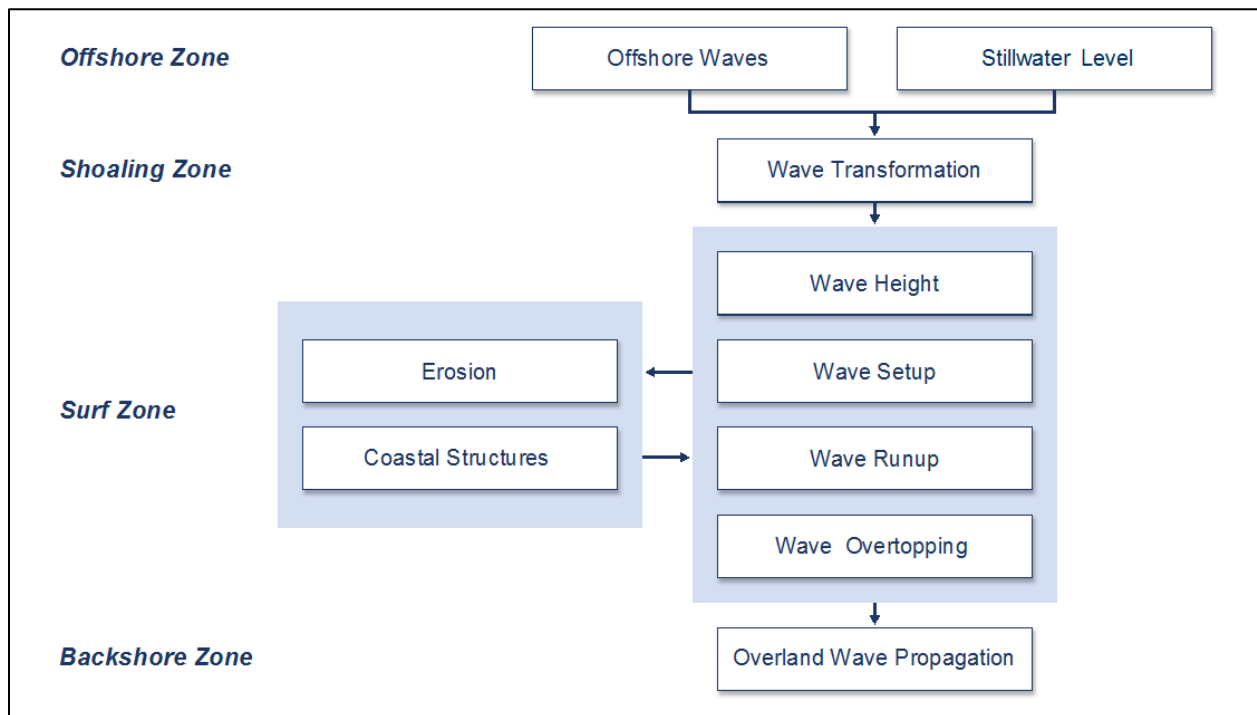 Offshore Zone
Offshore Waves
Stillwater Level
Shoaling Zone
Wave Transformation
Wave Height
Erosion
Wave Setup
Surf Zone
Coastal Structures
Wave Runup
Wave Overtopping
Backshore Zone
Overland Wave Propagation